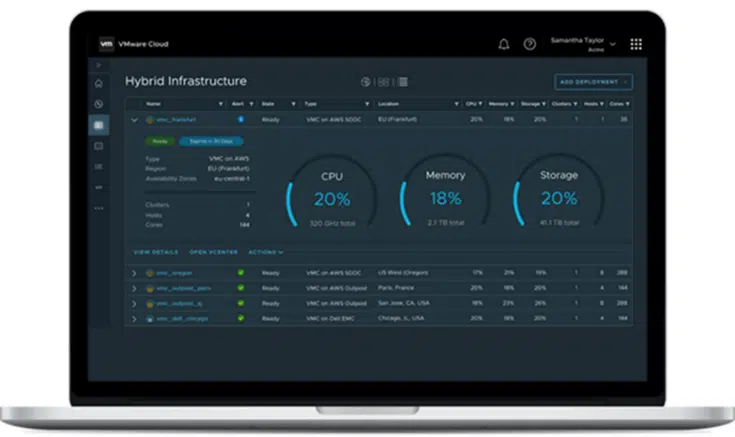 vm VMware Cloud
Samantha Taylor
Acme
Hybrid Infrastructure
ADD DEPLOYMENT
Name Alert State Type Location CPU Memory Storage Clusters Hosts Cores
vmc_frankfurt Ready VMC on AWS SDDC EU (Frankfurt) 20% 18% 20% 1 1 36
Ready Expires in 30 Days
Type VMC on AWS
Region EU (Frankfurt)
Availability Zones eu-central-1
Clusters 1
Hosts 4
Cores 144
CPU
20%
320 GHz total
Memory
18%
2.1 TB total
Storage
20%
41.1 TB total
VIEW DETAILS OPEN VCENTER ACTIONS
vmc_oregon Ready VMC on AWS SDDC US West (Oregon) 17% 21% 19% 1 8 288
vmc_outpost_paris Ready VMC on AWS Outpost Paris, France 20% 18% 20% 1 4 144
vmc_outpost_sj Ready VMC on AWS Outpost San Jose, CA, USA 18% 23% 26% 1 8 288
vmc_dell_chicago Ready VMC on Dell EMC Chicago, IL, USA 20% 18% 20% 1 4 144